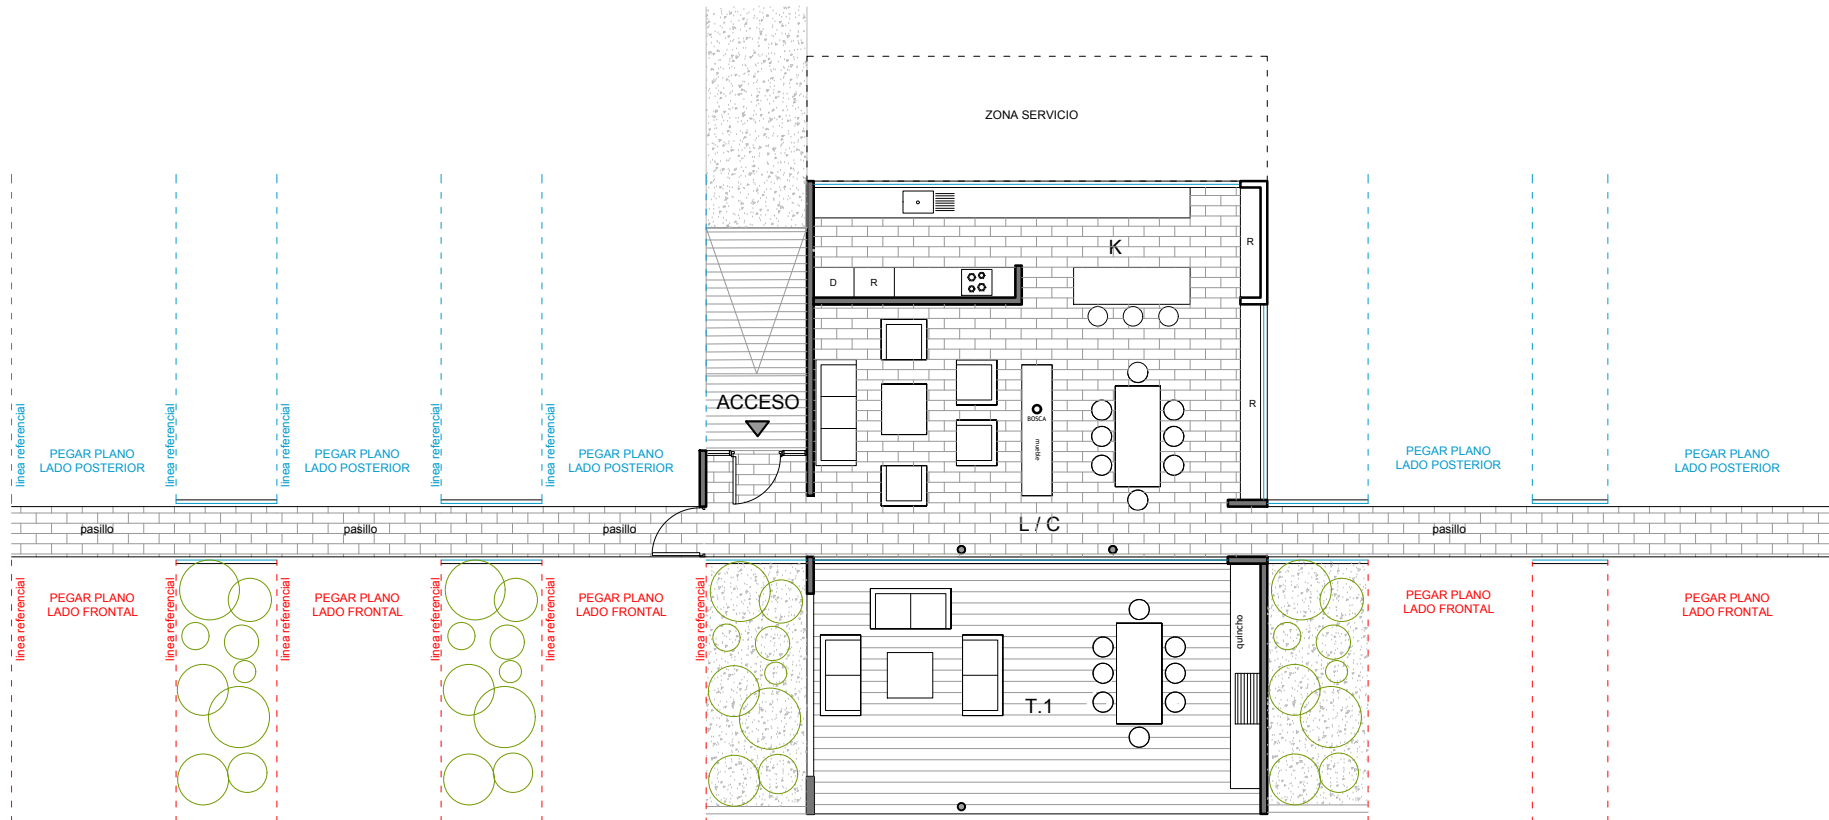 ZONA SERVICIO
K
R
D
R
ACCESO
BOSCA
mueble
R
linea referencial
linea referencial
linea referencial
linea referencial
linea referencial
PEGAR PLANO
LADO POSTERIOR
PEGAR PLANO
LADO POSTERIOR
PEGAR PLANO
LADO POSTERIOR
PEGAR PLANO
LADO POSTERIOR
PEGAR PLANO
LADO POSTERIOR
pasillo
pasillo
pasillo
L / C
pasillo
PEGAR PLANO
LADO FRONTAL
PEGAR PLANO
LADO FRONTAL
PEGAR PLANO
LADO FRONTAL
PEGAR PLANO
LADO FRONTAL
PEGAR PLANO
LADO FRONTAL
linea referencial
linea referencial
linea referencial
linea referencial
linea referencial
linea referencial
quincho
T.1